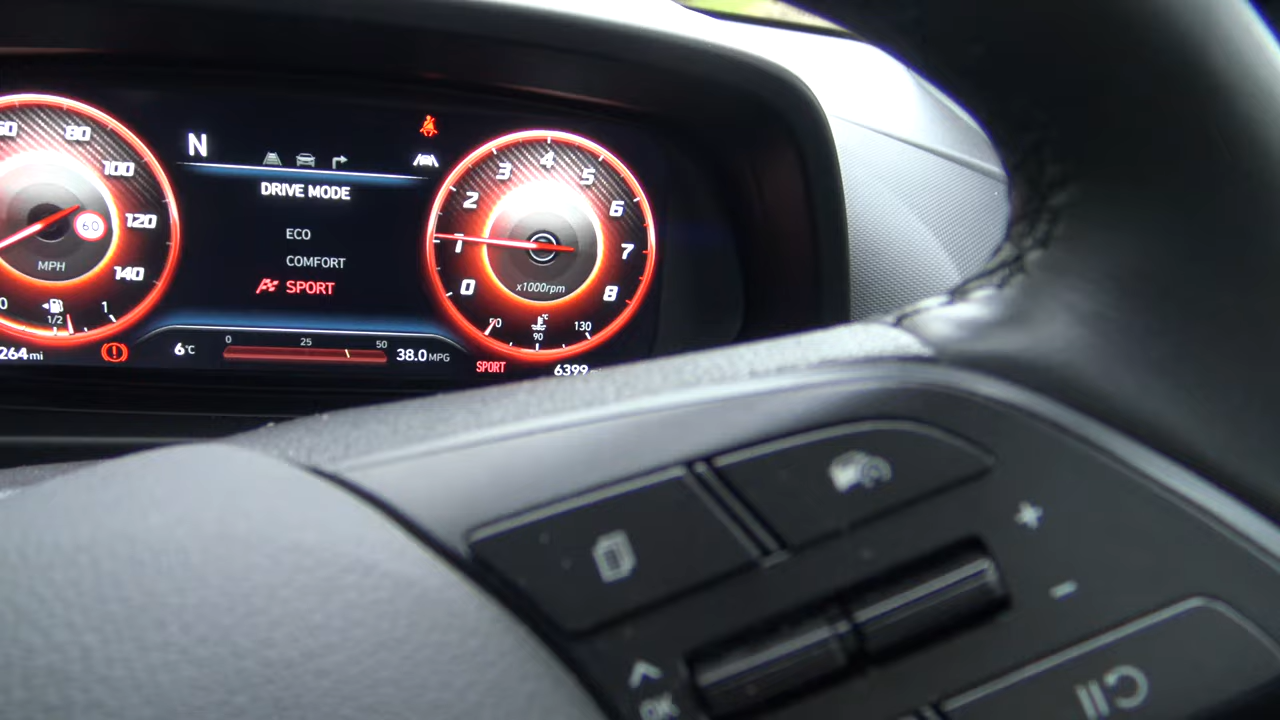 N
DRIVE MODE
ECO
COMFORT
SPORT
80
100
120
140
60
MPH
1/2
1
264mi
6°C
0
25
50
38.0MPG
0
1
2
3
4
5
6
7
8
x1000rpm
°C
90
130
SPORT
6399
+
-
OK